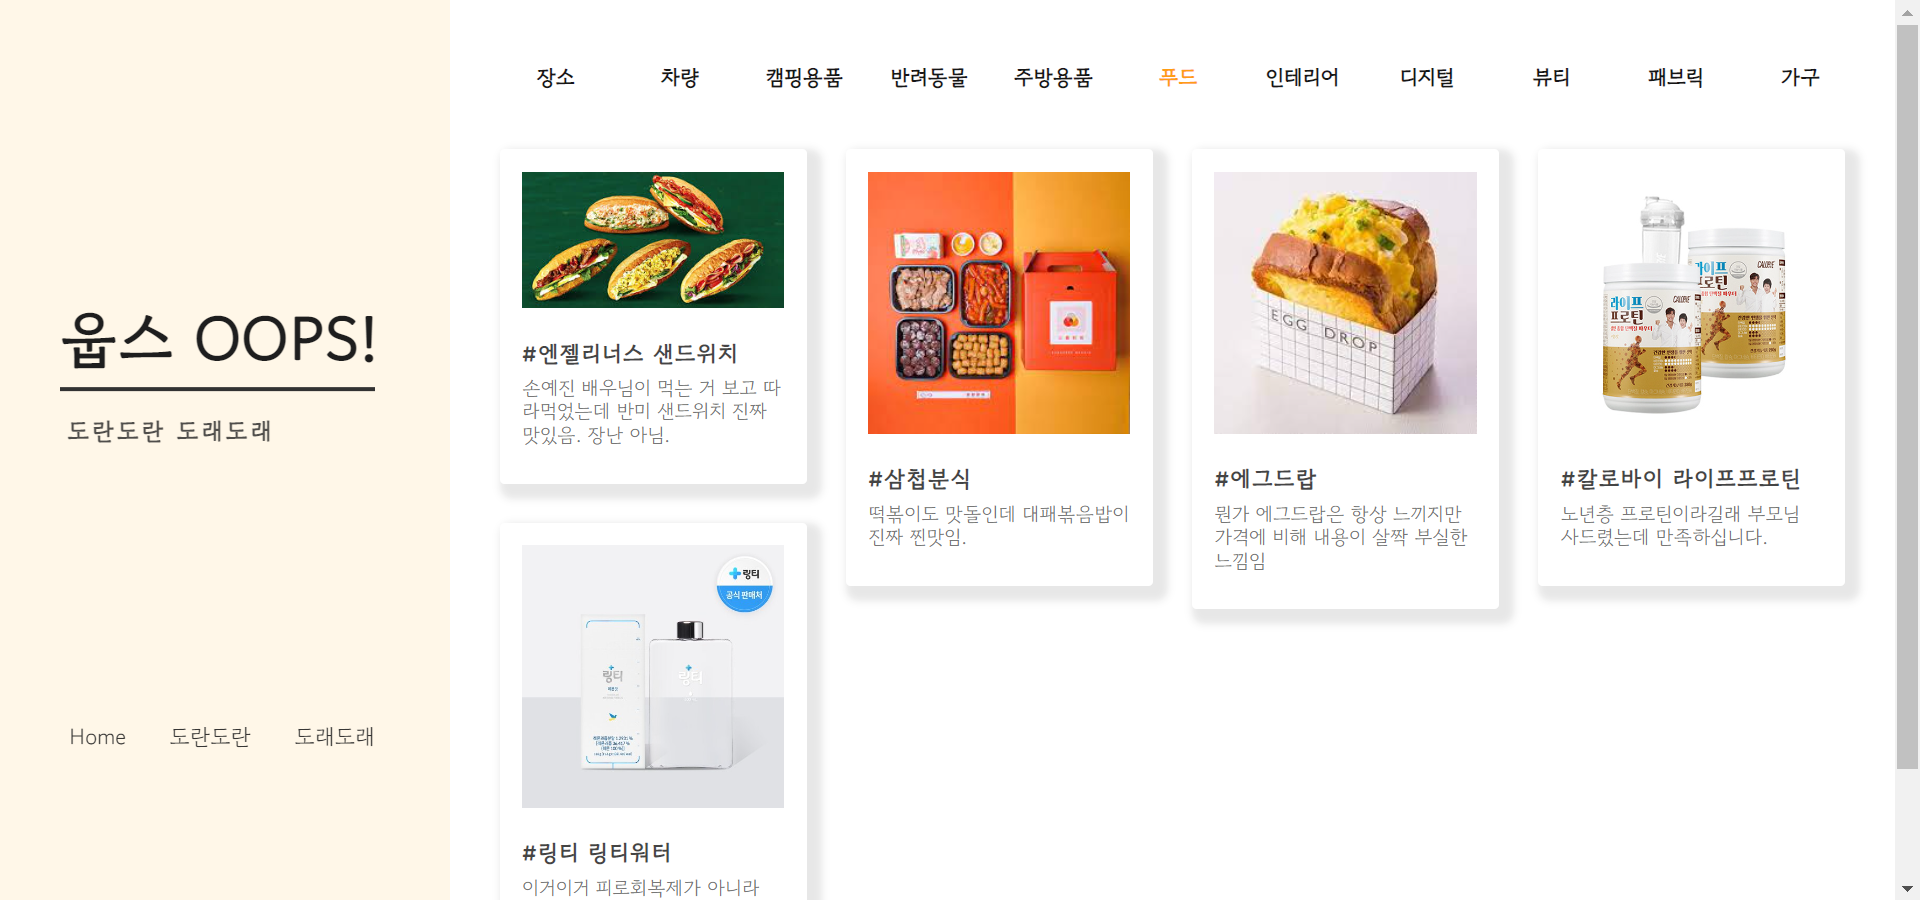 웁스 OOPS!
도란도란 도래도래
Home 도란도란 도래도래
장소 차량 캠핑용품 반려동물 주방용품 푸드 인테리어 디지털 뷰티 패브릭 가구
#엔젤리너스 샌드위치
손예진 배우님이 먹는 거 보고 따
라먹었는데 반미 샌드위치 진짜
맛있음. 장난 아님.
#삼첩분식
떡볶이도 맛돌인데 대패볶음밥이
진짜 찐맛임.
EGG DROP
#에그드랍
뭔가 에그드랍은 항상 느끼지만
가격에 비해 내용이 살짝 부실한
느낌임
CALOBYE
라이프
프로틴
CALOBYE
라이프
프로틴
#칼로바이 라이프프로틴
노년층 프로틴이라길래 부모님
사드렸는데 만족하십니다.
링티
공식 판매처
링티
링티
#링티 링티워터
이거이거 피로회복제가 아니라